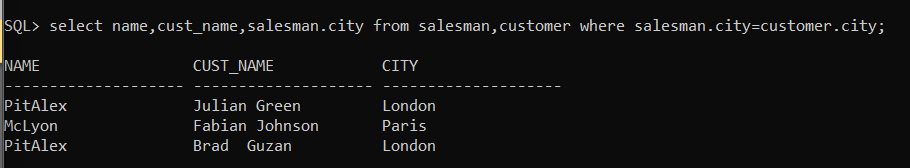 SQL> select name,cust_name,salesman.city from salesman,customer where salesman.city=customer.city;
NAME                 CUST_NAME            CITY
-------------------- -------------------- --------------------
PitAlex              Julian Green         London
McLyon               Fabian Johnson       Paris
PitAlex              Brad  Guzan          London